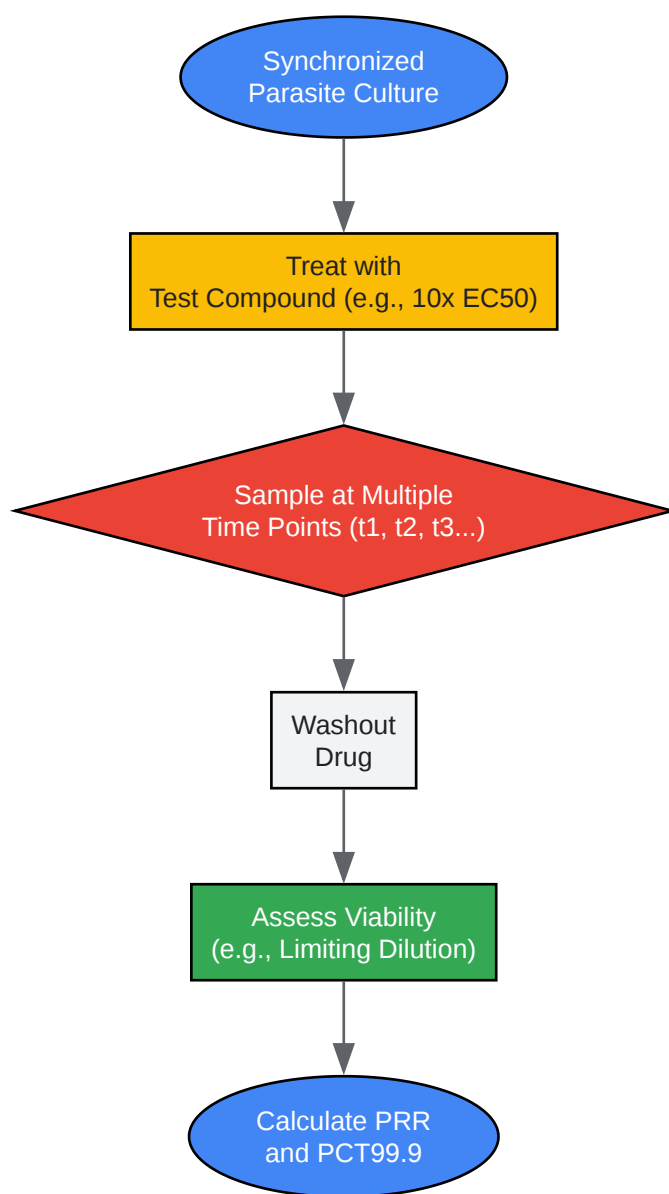 Synchronized
Parasite Culture
Treat with
Test Compound (e.g., 10x EC50)
Sample at Multiple
Time Points (t1, t2, t3...)
Washout
Drug
Assess Viability
(e.g., Limiting Dilution)
Calculate PRR
and PCT99.9